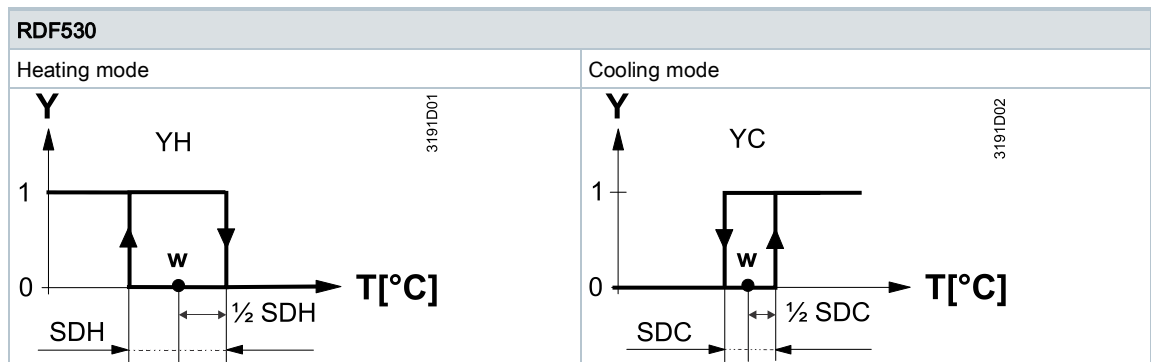 RDF530
Heating mode
Cooling mode
Y
3191D01
YH
1
w
0
T[°C]
½ SDH
SDH
Y
3191D02
YC
1
w
0
T[°C]
½ SDC
SDC